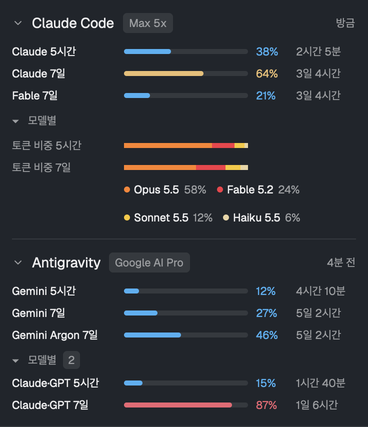 Claude Code Max 5x 방금
Claude 5시간 38% 2시간 5분
Claude 7일 64% 3일 4시간
Fable 7일 21% 3일 4시간
모델별
토큰 비중 5시간
토큰 비중 7일
Opus 5.5 58% Fable 5.2 24%
Sonnet 5.5 12% Haiku 5.5 6%
Antigravity Google AI Pro 4분 전
Gemini 5시간 12% 4시간 10분
Gemini 7일 27% 5일 2시간
Gemini Argon 7일 46% 5일 2시간
모델별 2
Claude·GPT 5시간 15% 1시간 40분
Claude·GPT 7일 87% 1일 6시간